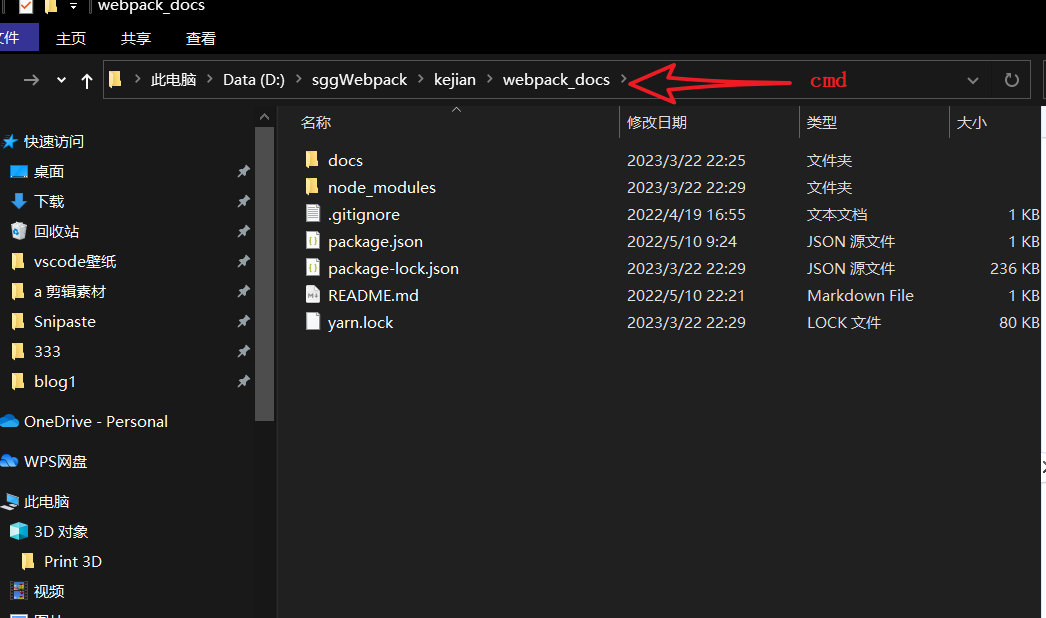 webpack_docs
文件 主页 共享 查看
此电脑 Data (D:) sggWebpack kejian webpack_docs cmd
名称 修改日期 类型 大小
快速访问
桌面
下载
回收站
vscode壁纸
a 剪辑素材
Snipaste
333
blog1
OneDrive - Personal
WPS网盘
此电脑
3D 对象
Print 3D
视频
docs 2023/3/22 22:25 文件夹
node_modules 2023/3/22 22:29 文件夹
.gitignore 2022/4/19 16:55 文本文档 1 KB
package.json 2022/5/10 9:24 JSON 源文件 1 KB
package-lock.json 2023/3/22 22:29 JSON 源文件 236 KB
README.md 2022/5/10 22:21 Markdown File 1 KB
yarn.lock 2023/3/22 22:29 LOCK 文件 80 KB